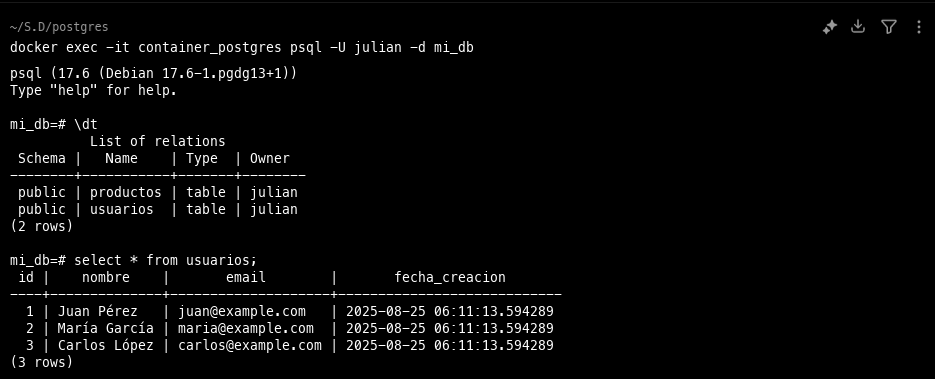 ~/S.D/postgres
docker exec -it container_postgres psql -U julian -d mi_db
psql (17.6 (Debian 17.6-1.pgdg13+1))
Type "help" for help.

mi_db=# \dt
          List of relations
 Schema |   Name    | Type  | Owner
--------+-----------+-------+--------
 public | productos | table | julian
 public | usuarios  | table | julian
(2 rows)

mi_db=# select * from usuarios;
 id |    nombre    |       email        |       fecha_creacion
----+--------------+--------------------+----------------------------
  1 | Juan Pérez   | juan@example.com   | 2025-08-25 06:11:13.594289
  2 | María García | maria@example.com  | 2025-08-25 06:11:13.594289
  3 | Carlos López | carlos@example.com | 2025-08-25 06:11:13.594289
(3 rows)